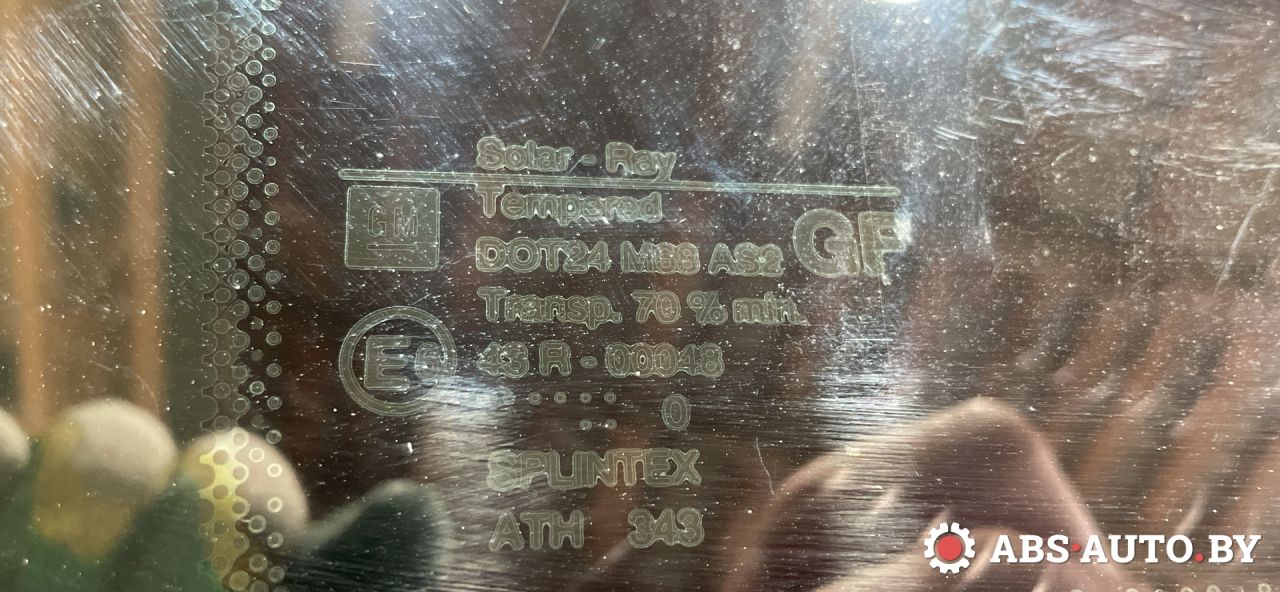 Solar - Ray
GM
Tempered
DOT24 M68 AS2
GF
Transp. 70 % min.
E6
43 R - 00048
..... 0
..
SPLINTEX
ATH 343
ABS·AUTO.BY